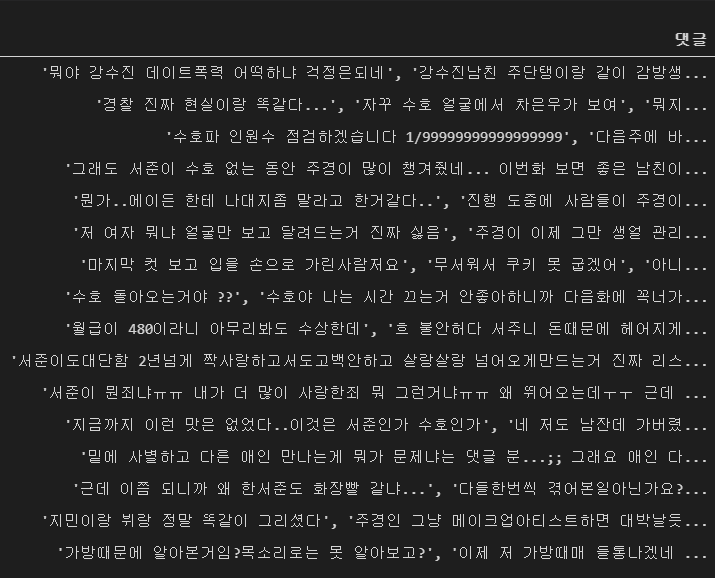 댓글
'뭐야 강수진 데이트폭력 어떡하냐 걱정은되네', '강수진남친 주단탱이랑 같이 감방생...
'경찰 진짜 현실이랑 똑같다...', '자꾸 수호 얼굴에서 차은우가 보여', '뭐지...
'수호파 인원수 점검하겠습니다 1/99999999999999999', '다음주에 바...
'그래도 서준이 수호 없는 동안 주경이 많이 챙겨줬네... 이번화 보면 좋은 남친이...
'뭔가..에이든 한테 나대지좀 말라고 한거같다..', '진행 도중에 사람들이 주경이...
'저 여자 뭐냐 얼굴만 보고 달려드는거 진짜 싫음', '주경이 이제 그만 생얼 관리...
'마지막 컷 보고 입을 손으로 가린사람저요', '무서워서 쿠키 못 굽겠어', '아니...
'수호 돌아오는거야 ??', '수호야 나는 시간 끄는거 안좋아하니까 다음화에 꼭너가...
'월급이 480이라니 아무리봐도 수상한데', '흐 불안허다 서주니 돈때문에 헤어지게...
'서준이도대단함 2년넘게 짝사랑하고서도고백안하고 살랑살랑 넘어오게만드는거 진짜 리스...
'서준이 뭔죄냐ㅠㅠ 내가 더 많이 사랑한죄 뭐 그런거냐ㅠㅠ 왜 뛰어오는데ㅜㅜ 근데 ...
'지금까지 이런 맛은 없었다..이것은 서준인가 수호인가', '네 저도 남잔데 가버렸...
'밑에 사별하고 다른 애인 만나는게 뭐가 문제냐는 댓글 분...;; 그래요 애인 다...
'근데 이쯤 되니까 왜 한서준도 화장빨 같냐...', '다들한번씩 겪어본일아닌가요?...
'지민이랑 뷔랑 정말 똑같이 그리셨다', '주경인 그냥 메이크업아티스트하면 대박날듯...
'가방때문에 알아본거임?목소리로는 못 알아보고?', '이제 저 가방때매 들통나겠네 ...